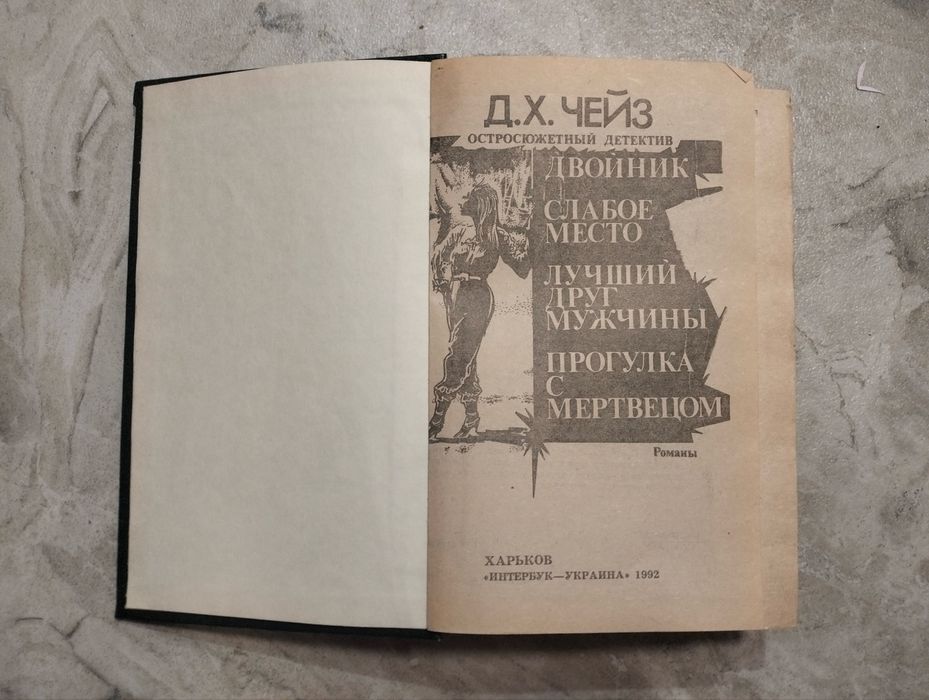 Д.Х. ЧЕЙЗ
ОСТРОСЮЖЕТНЫЙ ДЕТЕКТИВ
ДВОЙНИК
СЛАБОЕ
МЕСТО
ЛУЧШИЙ
ДРУГ
МУЖЧИНЫ
ПРОГУЛКА
С
МЕРТВЕЦОМ
Романы
ХАРЬКОВ
«ИНТЕРБУК—УКРАИНА» 1992